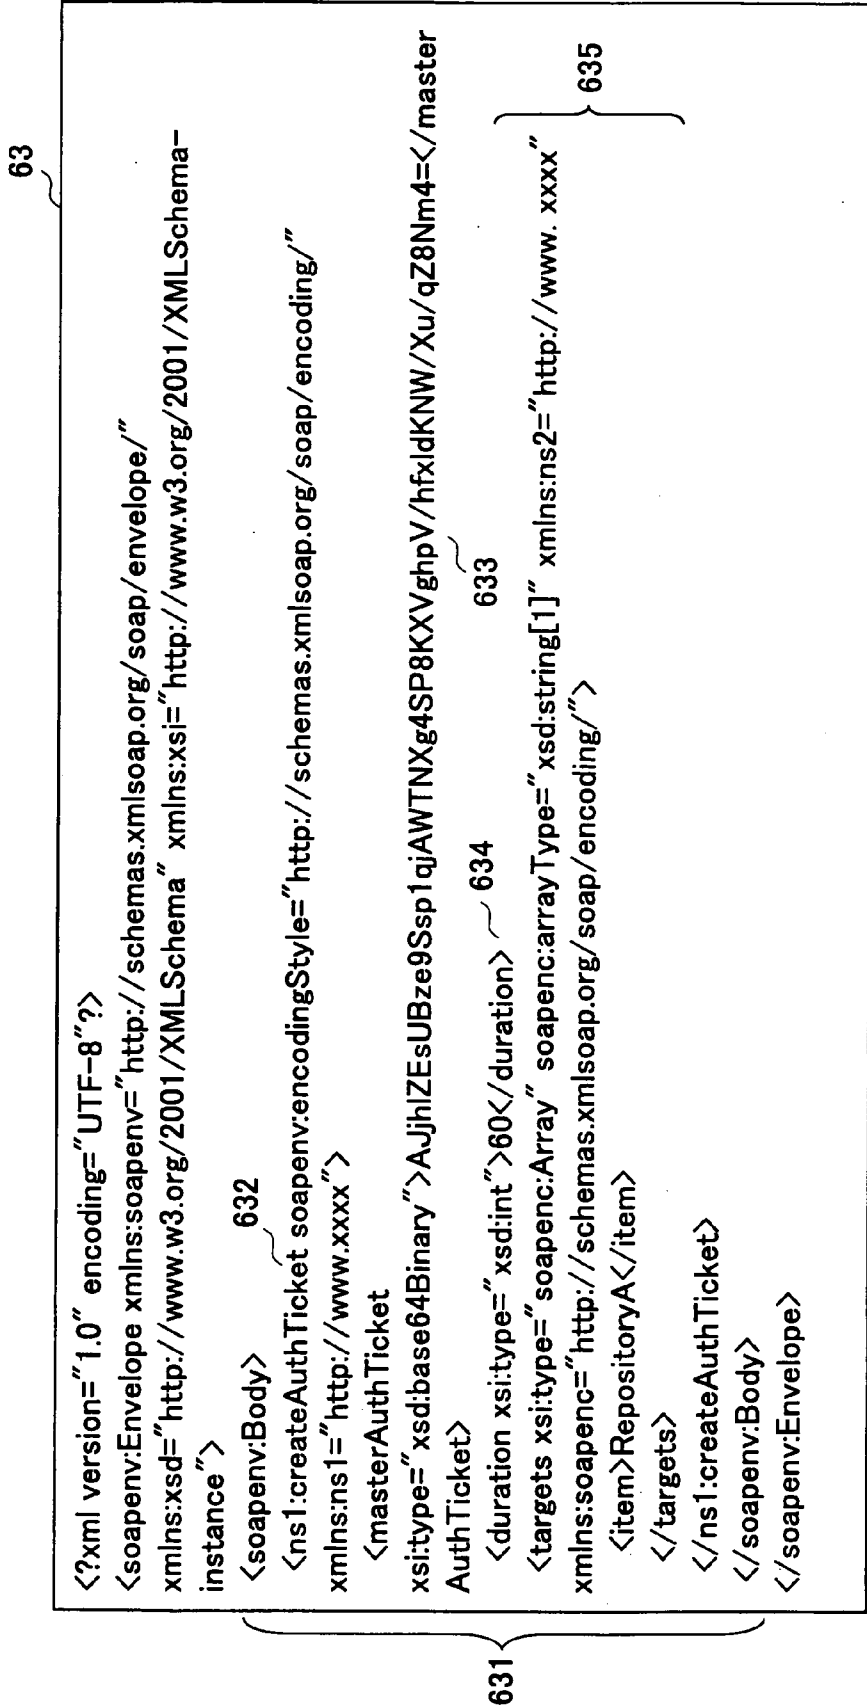 63
<?xml version="1.0" encoding="UTF-8"?>
<soapenv:Envelope xmlns:soapenv="http://schemas.xmlsoap.org/soap/envelope/"
xmlns:xsd="http://www.w3.org/2001/XMLSchema" xmlns:xsi="http://www.w3.org/2001/XMLSchema-
instance">
<soapenv:Body>
632
<ns1:createAuthTicket soapenv:encodingStyle="http://schemas.xmlsoap.org/soap/encoding/"
xmlns:ns1="http://www.xxxx">
<masterAuthTicket
xsi:type="xsd:base64Binary">AJjhIZEsUBze9Ssp1qjAWTNXg4SP8KXVghpV/hfxIdKNW/Xu/qZ8Nm4=</master
AuthTicket>
633
<duration xsi:type="xsd:int">60</duration>
634
<targets xsi:type="soapenc:Array" soapenc:arrayType="xsd:string[1]" xmlns:ns2="http://www. xxxx"
xmlns:soapenc="http://schemas.xmlsoap.org/soap/encoding/">
<item>RepositoryA</item>
</targets>
635
</ns1:createAuthTicket>
</soapenv:Body>
</soapenv:Envelope>
631